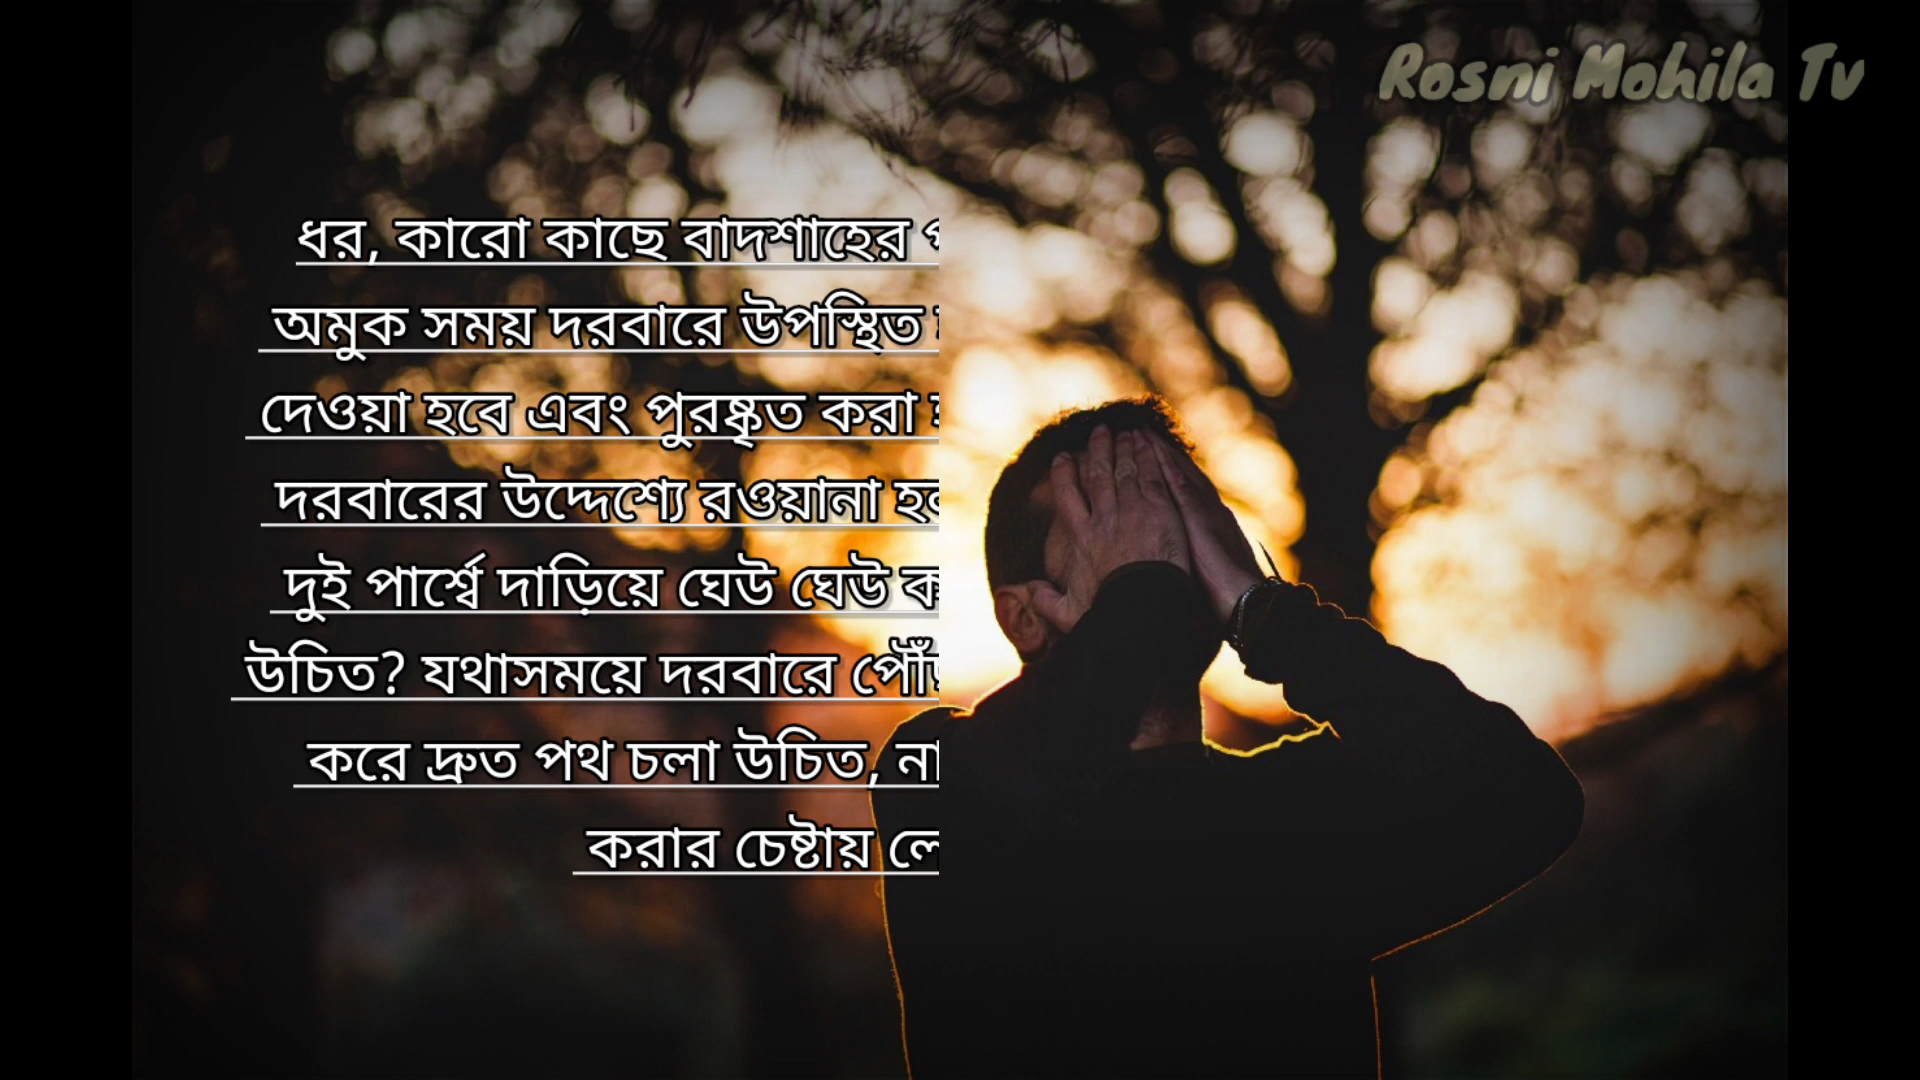 Rosni Mohila Tv
ধর, কারো কাছে বাদশাহের
অমুক সময় দরবারে উপস্থিত
দেওয়া হবে এবং পুরষ্কৃত করা
দরবারের উদ্দেশ্যে রওয়ানা
দুই পার্শ্বে দাড়িয়ে ঘেউ ঘেউ
উচিত? যথাসময়ে দরবারে
করে দ্রুত পথ চলা উচিত,
করার চেষ্টায়